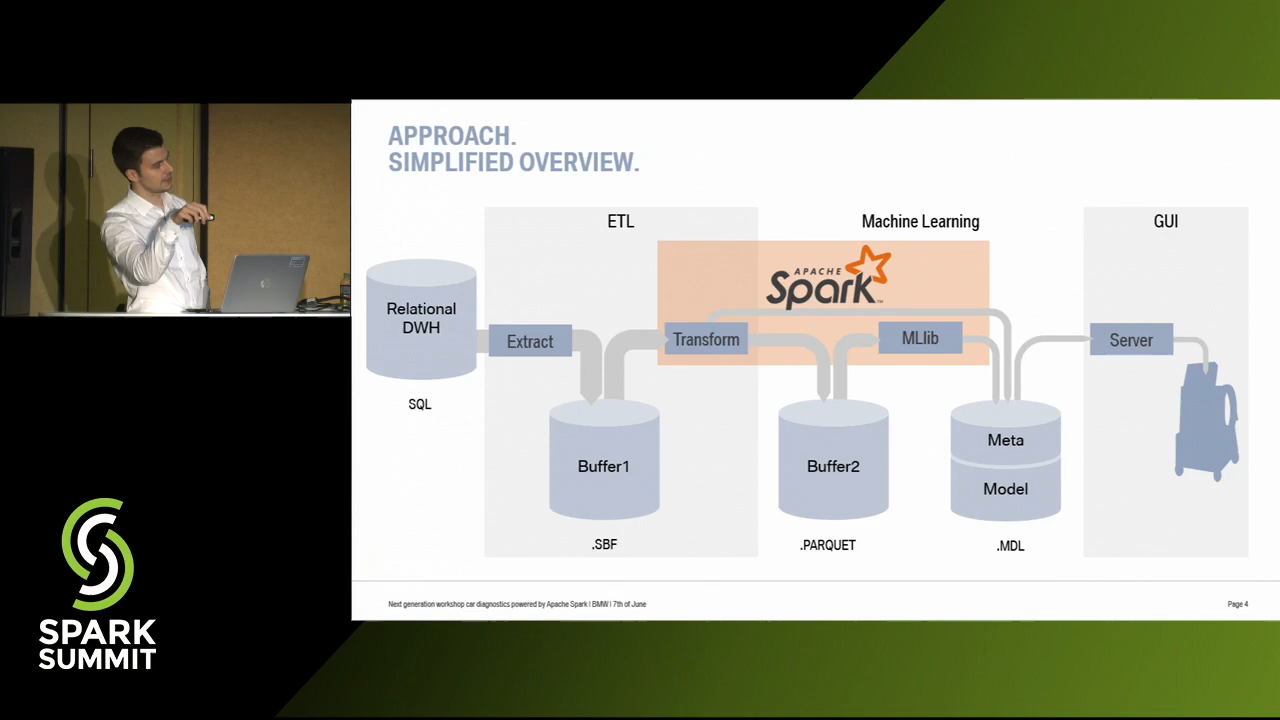 APPROACH.
SIMPLIFIED OVERVIEW.
ETL
Machine Learning
GUI
APACHE
Spark™
Relational
DWH
Extract
Transform
MLlib
Server
SQL
Buffer1
Buffer2
Meta
Model
.SBF
.PARQUET
.MDL
Next generation workshop car diagnostics powered by Apache Spark | BMW | 7th of June
Page 4
SPARK
SUMMIT